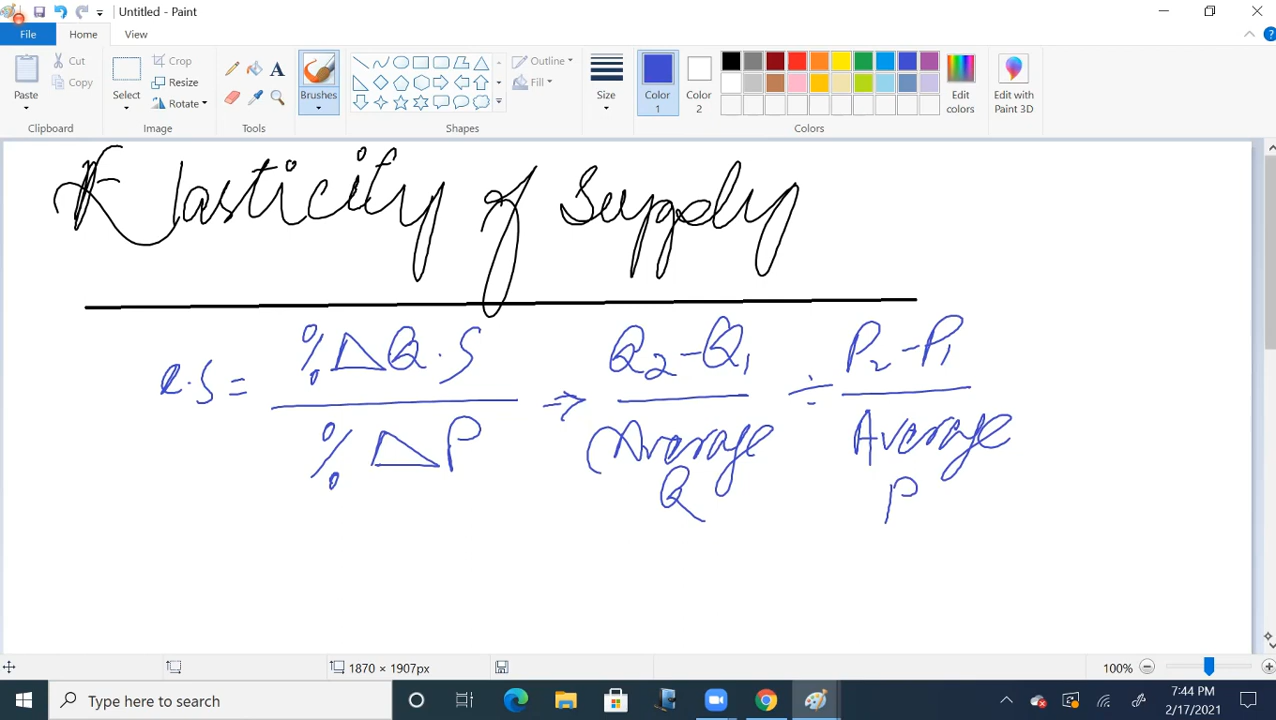 Untitled - Paint
File Home View
Paste
Cut
Copy
Clipboard
Select
Crop
Resize
Rotate
Image
A
Tools
Brushes
Outline
Fill
Shapes
Size
Color 1
Color 2
Colors
Edit colors
Edit with Paint 3D
Elasticity of Supply
e.S = %ΔQ.S / %ΔP → Q2-Q1 / (Average Q ÷ P2-P1 / Average P
1870 × 1907px
100%
Type here to search
7:44 PM
2/17/2021